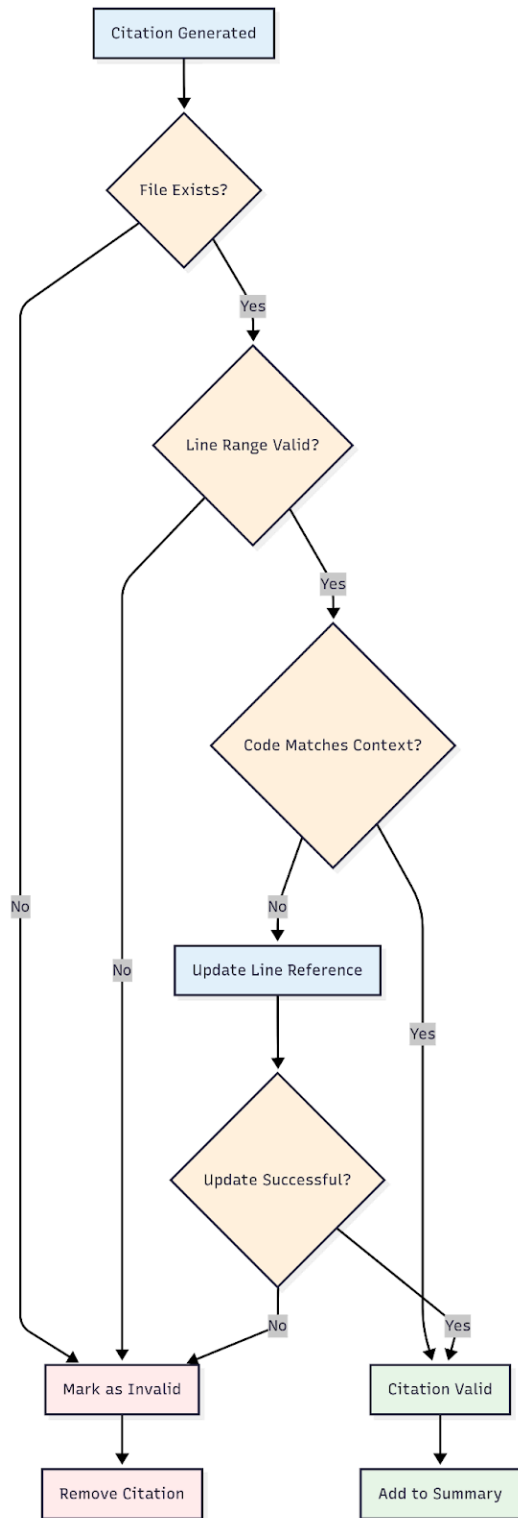 Citation Generated
File Exists?
Yes
Line Range Valid?
Yes
Code Matches Context?
No
No
Update Line Reference
No
Yes
Update Successful?
No
Yes
Mark as Invalid
Citation Valid
Remove Citation
Add to Summary